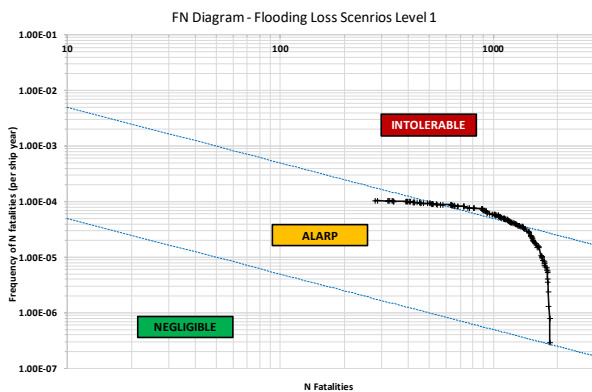 FN Diagram - Flooding Loss Scenrios Level 1
1.00E-01
10
100
1000
1.00E-02
INTOLERABLE
1.00E-03
1.00E-04
ALARP
1.00E-05
1.00E-06
NEGLIGIBLE
1.00E-07
Frequency of N fatalities (per ship year)
N Fatalities